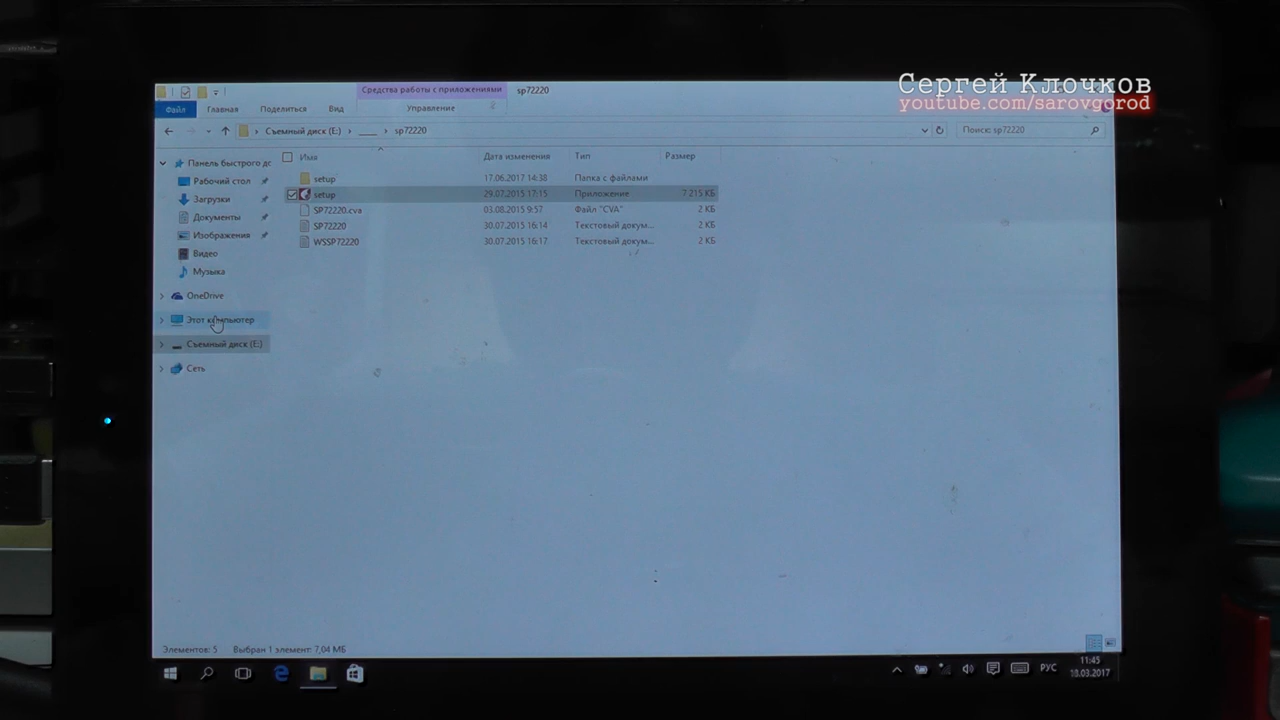 Сергей Клочков
youtube.com/sarovgorod
Средства работы с приложениями
sp72220
Файл
Главная
Поделиться
Вид
Управление
Съемный диск (E:)
____
sp72220
Поиск: sp72220
Панель быстрого дс
Рабочий стол
Загрузки
Документы
Изображения
Видео
Музыка
OneDrive
Этот компьютер
Съемный диск (E:)
Сеть
Имя Дата изменения Тип Размер
setup 17.06.2017 14:38 Папка с файлами
setup 29.07.2015 17:15 Приложение 7 215 КБ
SP72220.cva 03.08.2015 9:57 Файл "CVA" 2 КБ
SP72220 30.07.2015 16:14 Текстовый докум... 2 КБ
WSSP72220 30.07.2015 16:17 Текстовый докум... 2 КБ
Элементов: 5 Выбран 1 элемент: 7,04 МБ
РУС
11:45
18.03.2017